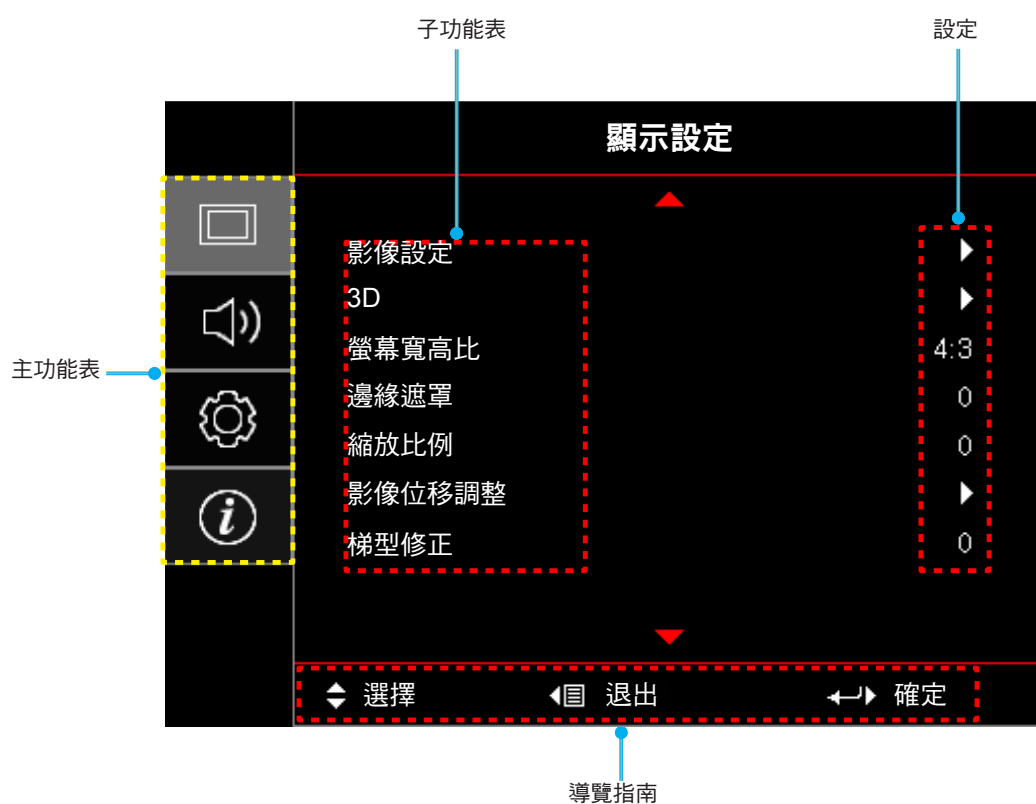 子功能表
設定
顯示設定
影像設定
3D
螢幕寬高比 4:3
主功能表
邊緣遮罩 0
縮放比例 0
影像位移調整
梯型修正 0
選擇 退出 確定
導覽指南